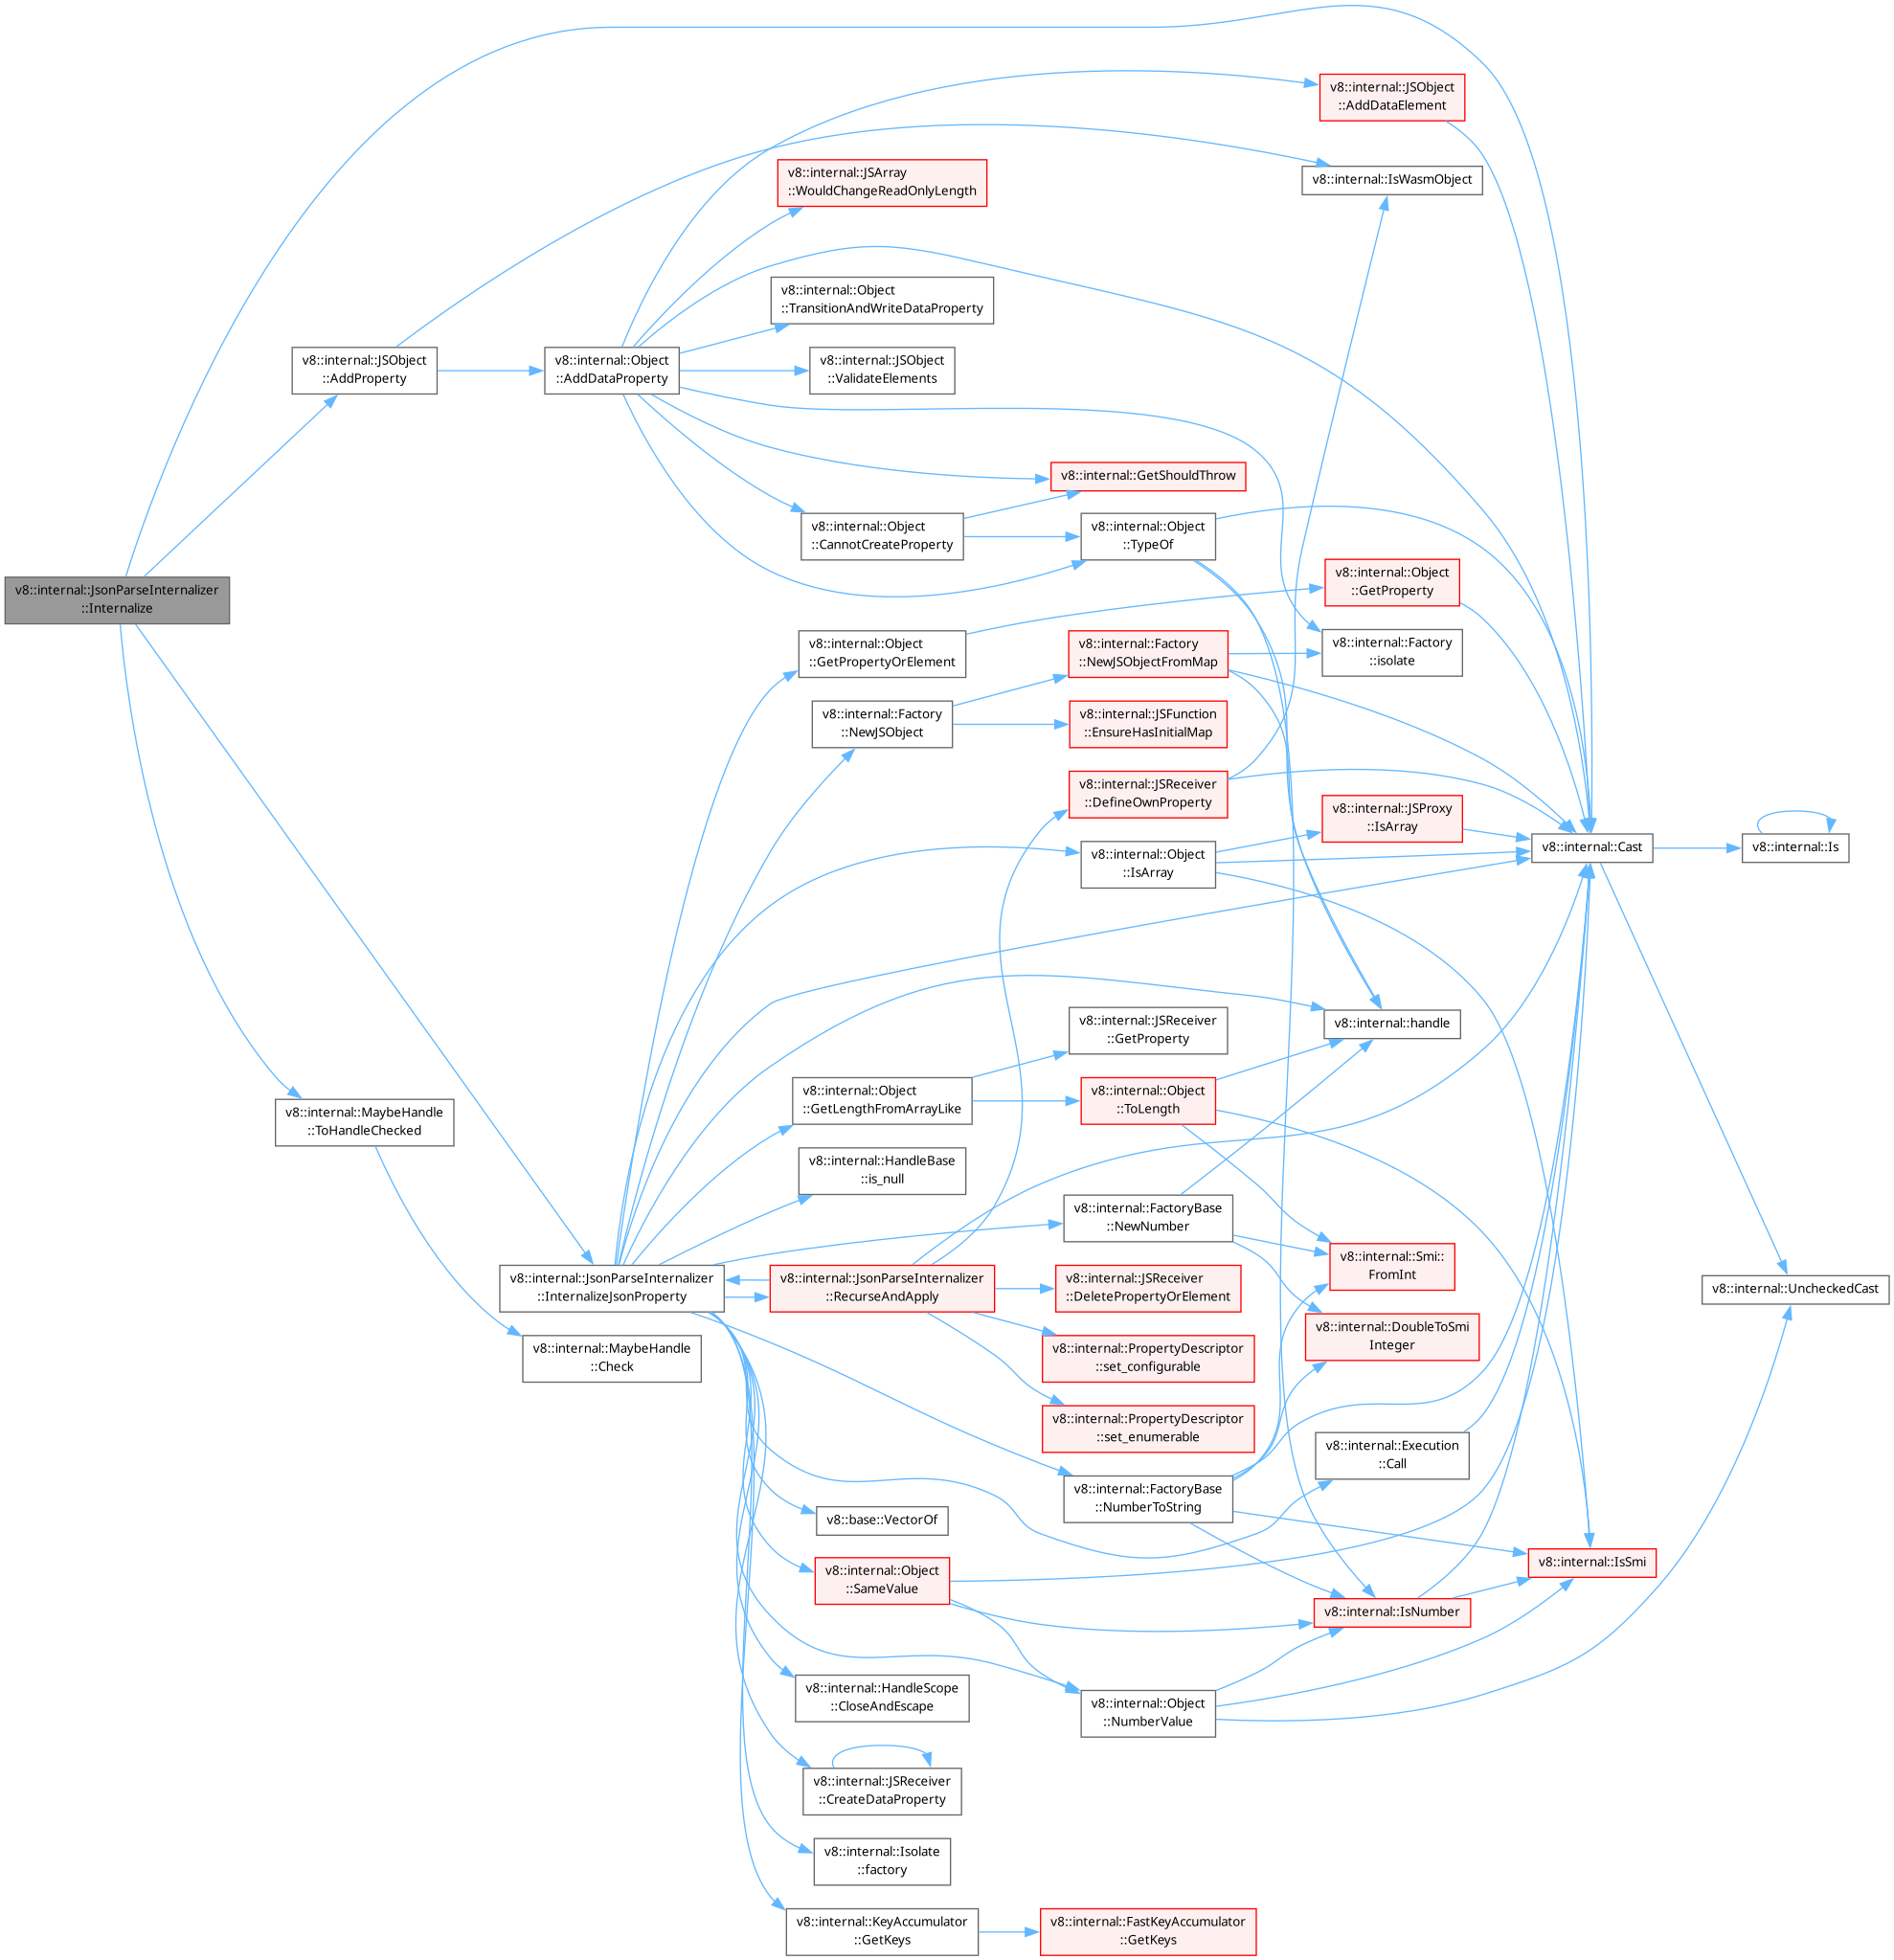 v8::internal::JsonParseInternalizer
::Internalize
v8::internal::JSObject
::AddProperty
v8::internal::MaybeHandle
::ToHandleChecked
v8::internal::Object
::AddDataProperty
v8::internal::JsonParseInternalizer
::InternalizeJsonProperty
v8::internal::MaybeHandle
::Check
v8::internal::JSArray
::WouldChangeReadOnlyLength
v8::internal::Object
::TransitionAndWriteDataProperty
v8::internal::JSObject
::ValidateElements
v8::internal::Object
::CannotCreateProperty
v8::internal::Object
::GetPropertyOrElement
v8::internal::Factory
::NewJSObject
v8::internal::Object
::GetLengthFromArrayLike
v8::internal::HandleBase
::is_null
v8::internal::JsonParseInternalizer
::RecurseAndApply
v8::base::VectorOf
v8::internal::Object
::SameValue
v8::internal::HandleScope
::CloseAndEscape
v8::internal::JSReceiver
::CreateDataProperty
v8::internal::Isolate
::factory
v8::internal::KeyAccumulator
::GetKeys
v8::internal::GetShouldThrow
v8::internal::Object
::TypeOf
v8::internal::Factory
::NewJSObjectFromMap
v8::internal::JSFunction
::EnsureHasInitialMap
v8::internal::JSReceiver
::DefineOwnProperty
v8::internal::Object
::IsArray
v8::internal::JSReceiver
::GetProperty
v8::internal::Object
::ToLength
v8::internal::FactoryBase
::NewNumber
v8::internal::JSReceiver
::DeletePropertyOrElement
v8::internal::PropertyDescriptor
::set_configurable
v8::internal::PropertyDescriptor
::set_enumerable
v8::internal::FactoryBase
::NumberToString
v8::internal::Object
::NumberValue
v8::internal::FastKeyAccumulator
::GetKeys
v8::internal::JSObject
::AddDataElement
v8::internal::IsWasmObject
v8::internal::Object
::GetProperty
v8::internal::Factory
::isolate
v8::internal::JSProxy
::IsArray
v8::internal::handle
v8::internal::Smi::
FromInt
v8::internal::DoubleToSmi
Integer
v8::internal::Execution
::Call
v8::internal::IsNumber
v8::internal::Cast
v8::internal::IsSmi
v8::internal::Is
v8::internal::UncheckedCast